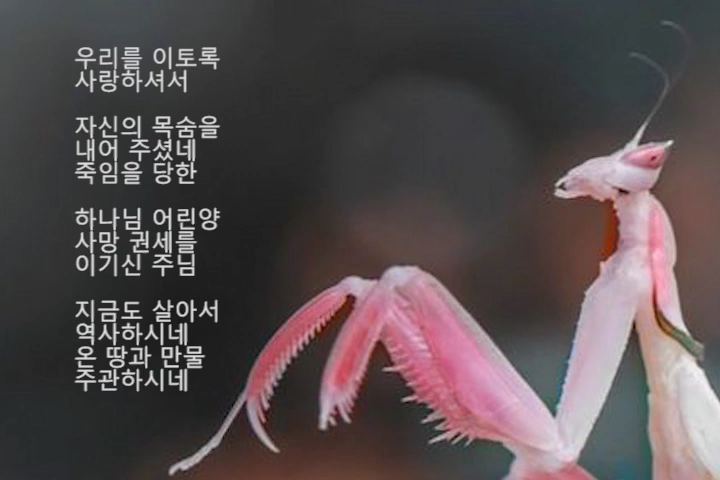 우리를 이토록
사랑하셔서
자신의 목숨을
내어 주셨네
죽임을 당한
하나님 어린양
사망 권세를
이기신 주님
지금도 살아서
역사하시네
온 땅과 만물
주관하시네